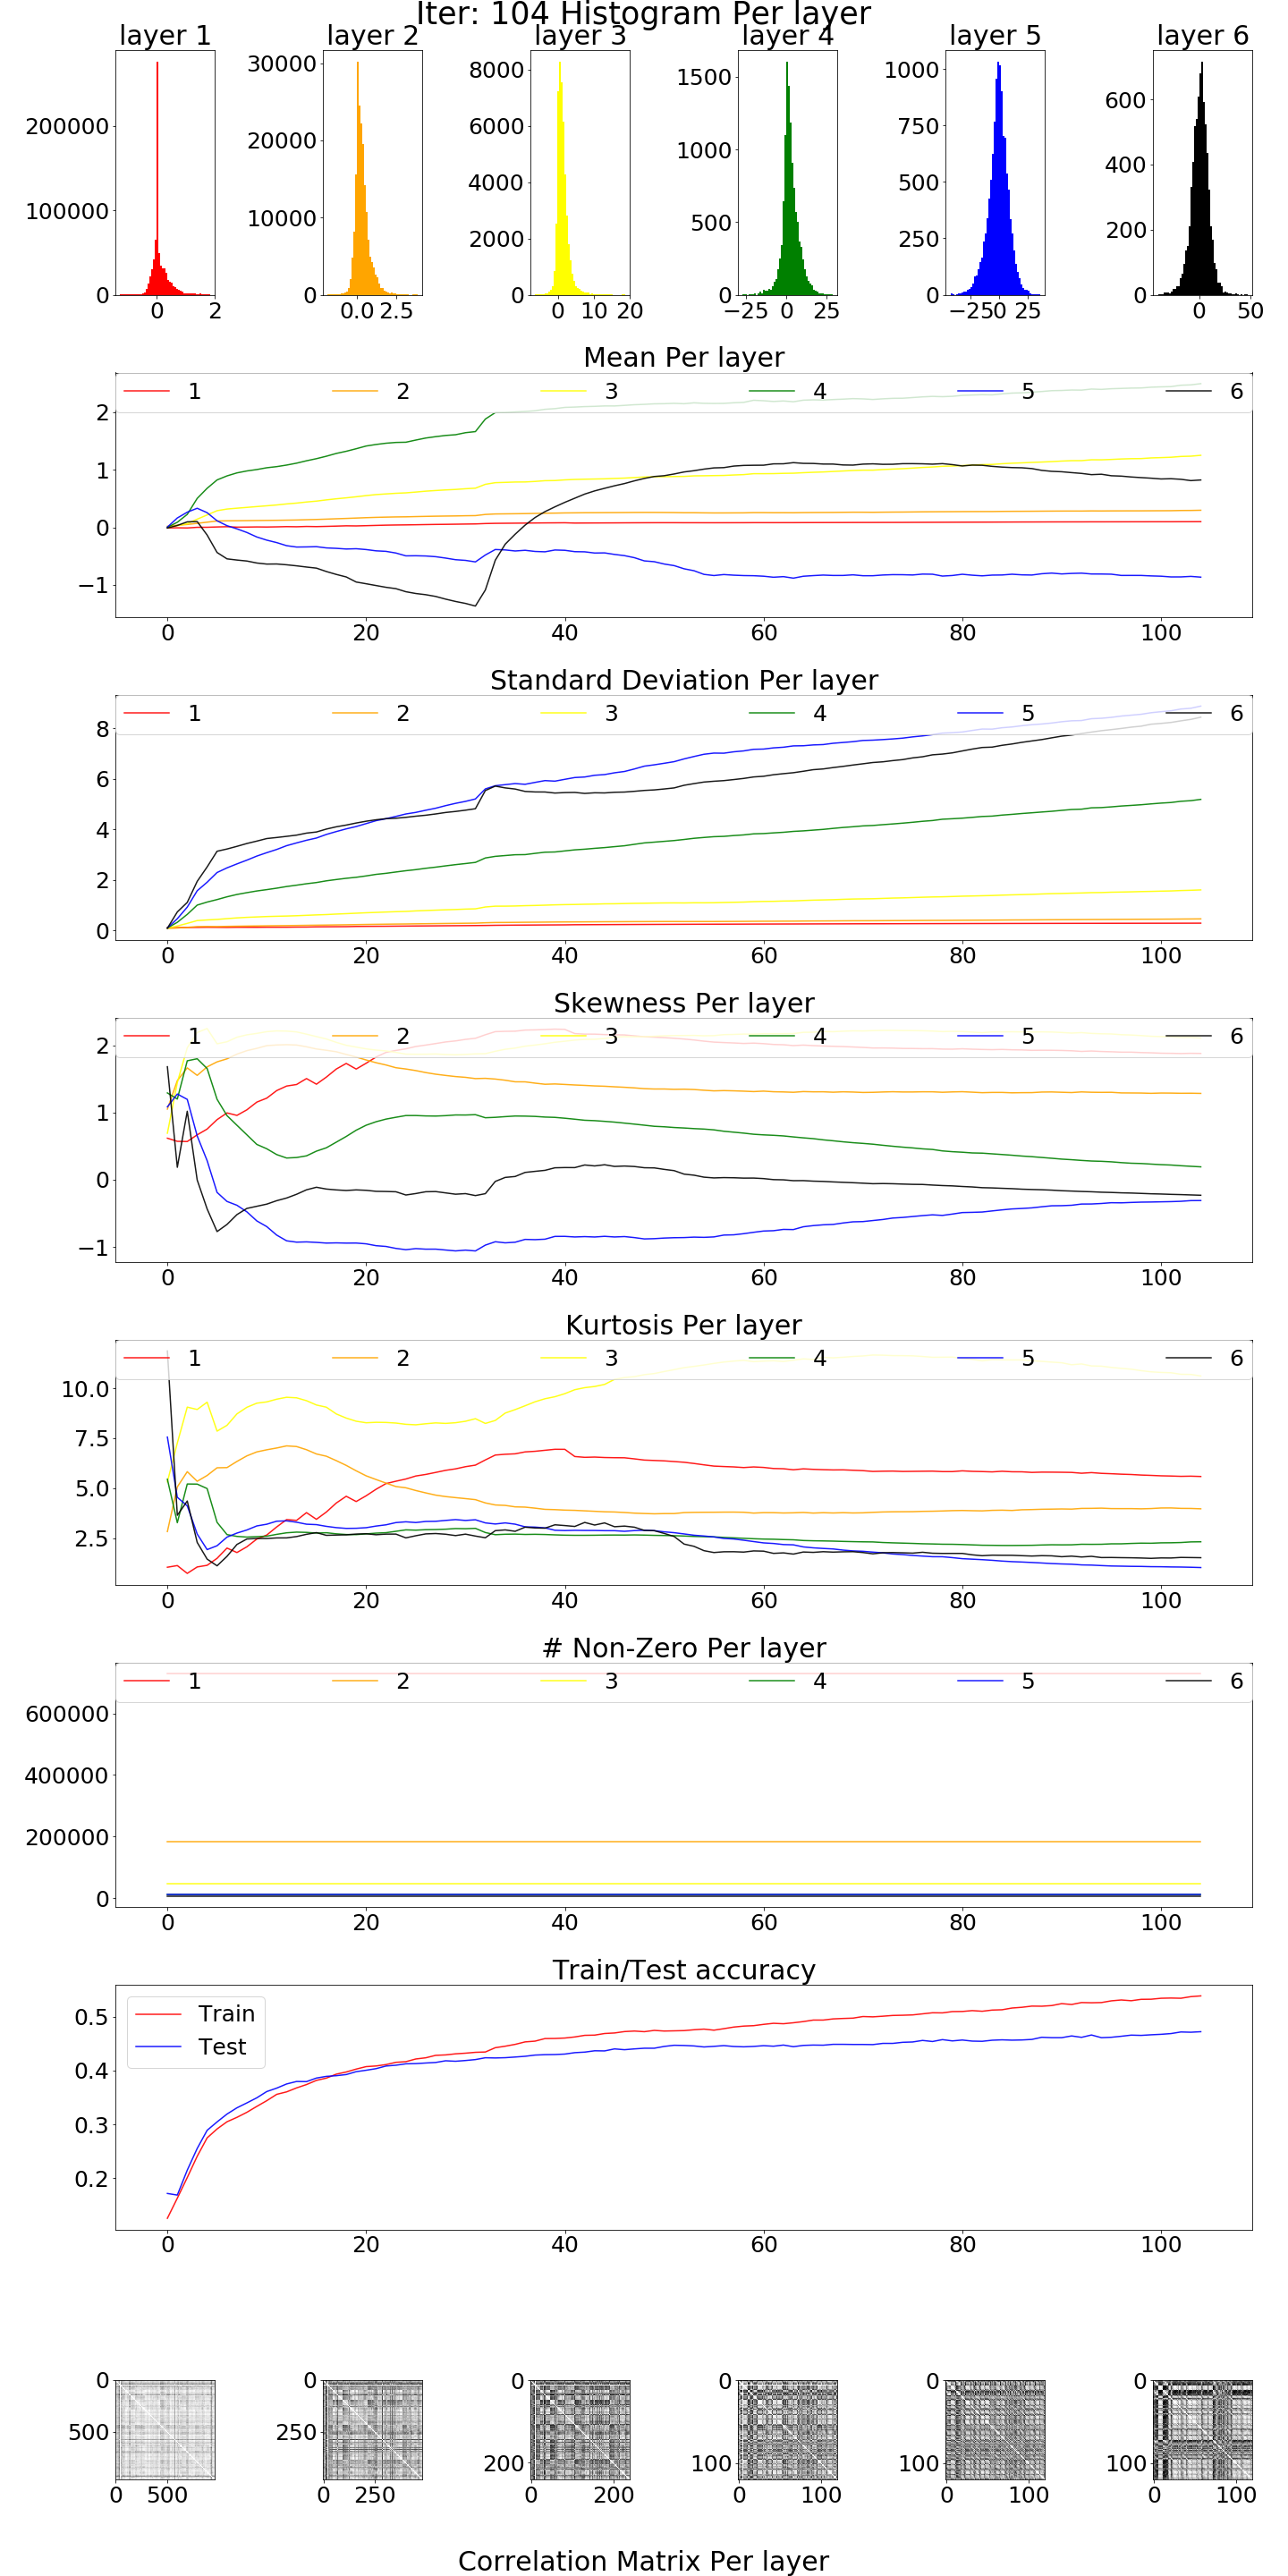 Iter: 104 Histogram Per layer
layer 1 layer 2 layer 3 layer 4 layer 5 layer 6
200000 100000 0 0 2
30000 20000 10000 0 0.0 2.5
8000 6000 4000 2000 0 0 10 20
1500 1000 500 0 −25 0 25
1000 750 500 250 0 −25 0 25
600 400 200 0 0 50
Mean Per layer
1 2 3 4 5 6
2
1
0
−1
0 20 40 60 80 100
Standard Deviation Per layer
1 2 3 4 5 6
8
6
4
2
0
0 20 40 60 80 100
Skewness Per layer
1 2 3 4 5 6
2
1
0
−1
0 20 40 60 80 100
Kurtosis Per layer
1 2 3 4 5 6
10.0
7.5
5.0
2.5
0 20 40 60 80 100
# Non-Zero Per layer
1 2 3 4 5 6
600000
400000
200000
0
0 20 40 60 80 100
Train/Test accuracy
Train
Test
0.5
0.4
0.3
0.2
0 20 40 60 80 100
0 500 0 500
0 250 0 250
0 200 0 200
0 100 0 100
0 100 0 100
0 100 0 100
Correlation Matrix Per layer